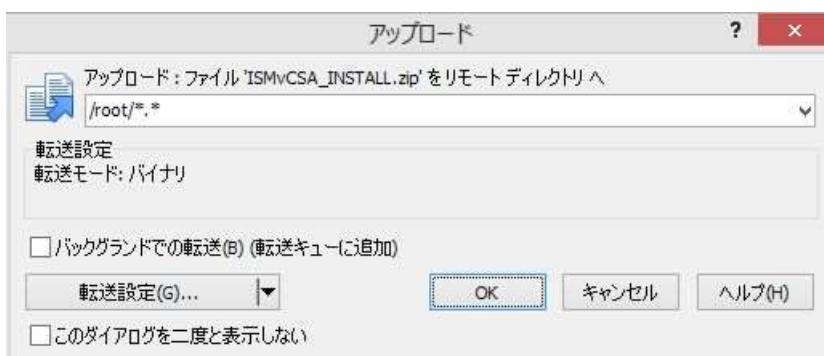 アップロード
? ×
アップロード : ファイル 'ISMvCSA_INSTALL.zip' をリモート ディレクトリ へ
/root/*.*
転送設定
転送モード: バイナリ
バックグランドでの転送(B) (転送キューに追加)
転送設定(G)...
OK
キャンセル
ヘルプ(H)
このダイアログを二度と表示しない